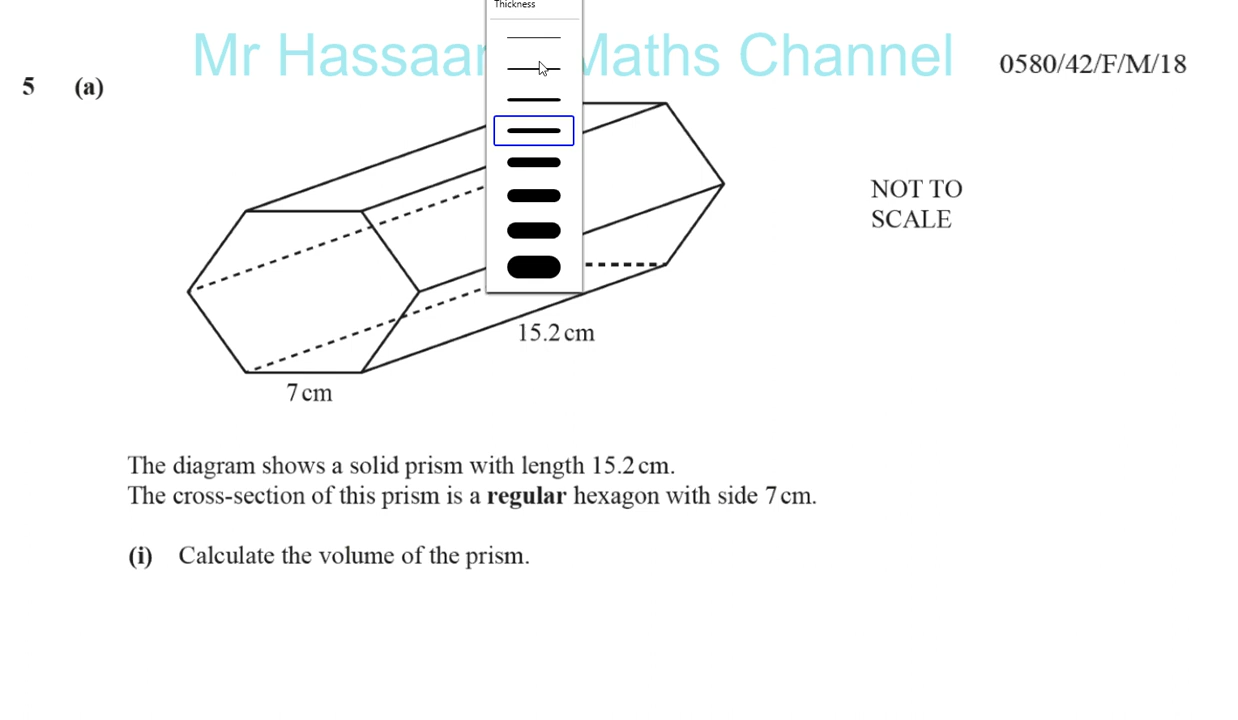 Thickness
Mr Hassaan Maths Channel
0580/42/F/M/18
5 (a)
NOT TO
SCALE
15.2 cm
7 cm
The diagram shows a solid prism with length 15.2 cm.
The cross-section of this prism is a regular hexagon with side 7 cm.
(i) Calculate the volume of the prism.